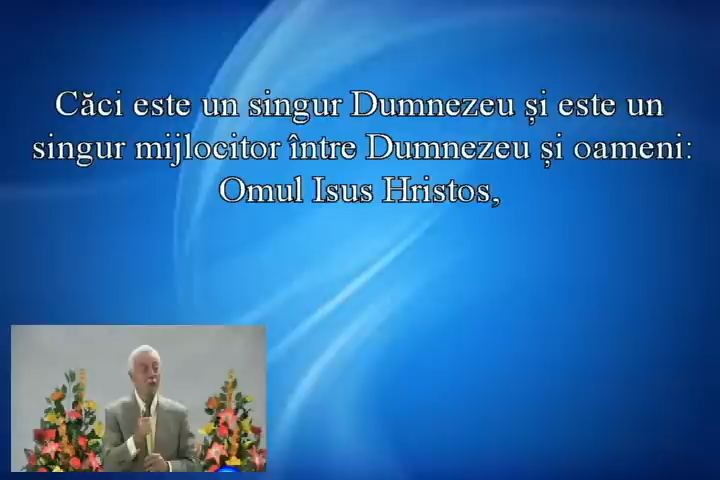 Căci este un singur Dumnezeu și este un
singur mijlocitor între Dumnezeu și oameni:
Omul Isus Hristos,